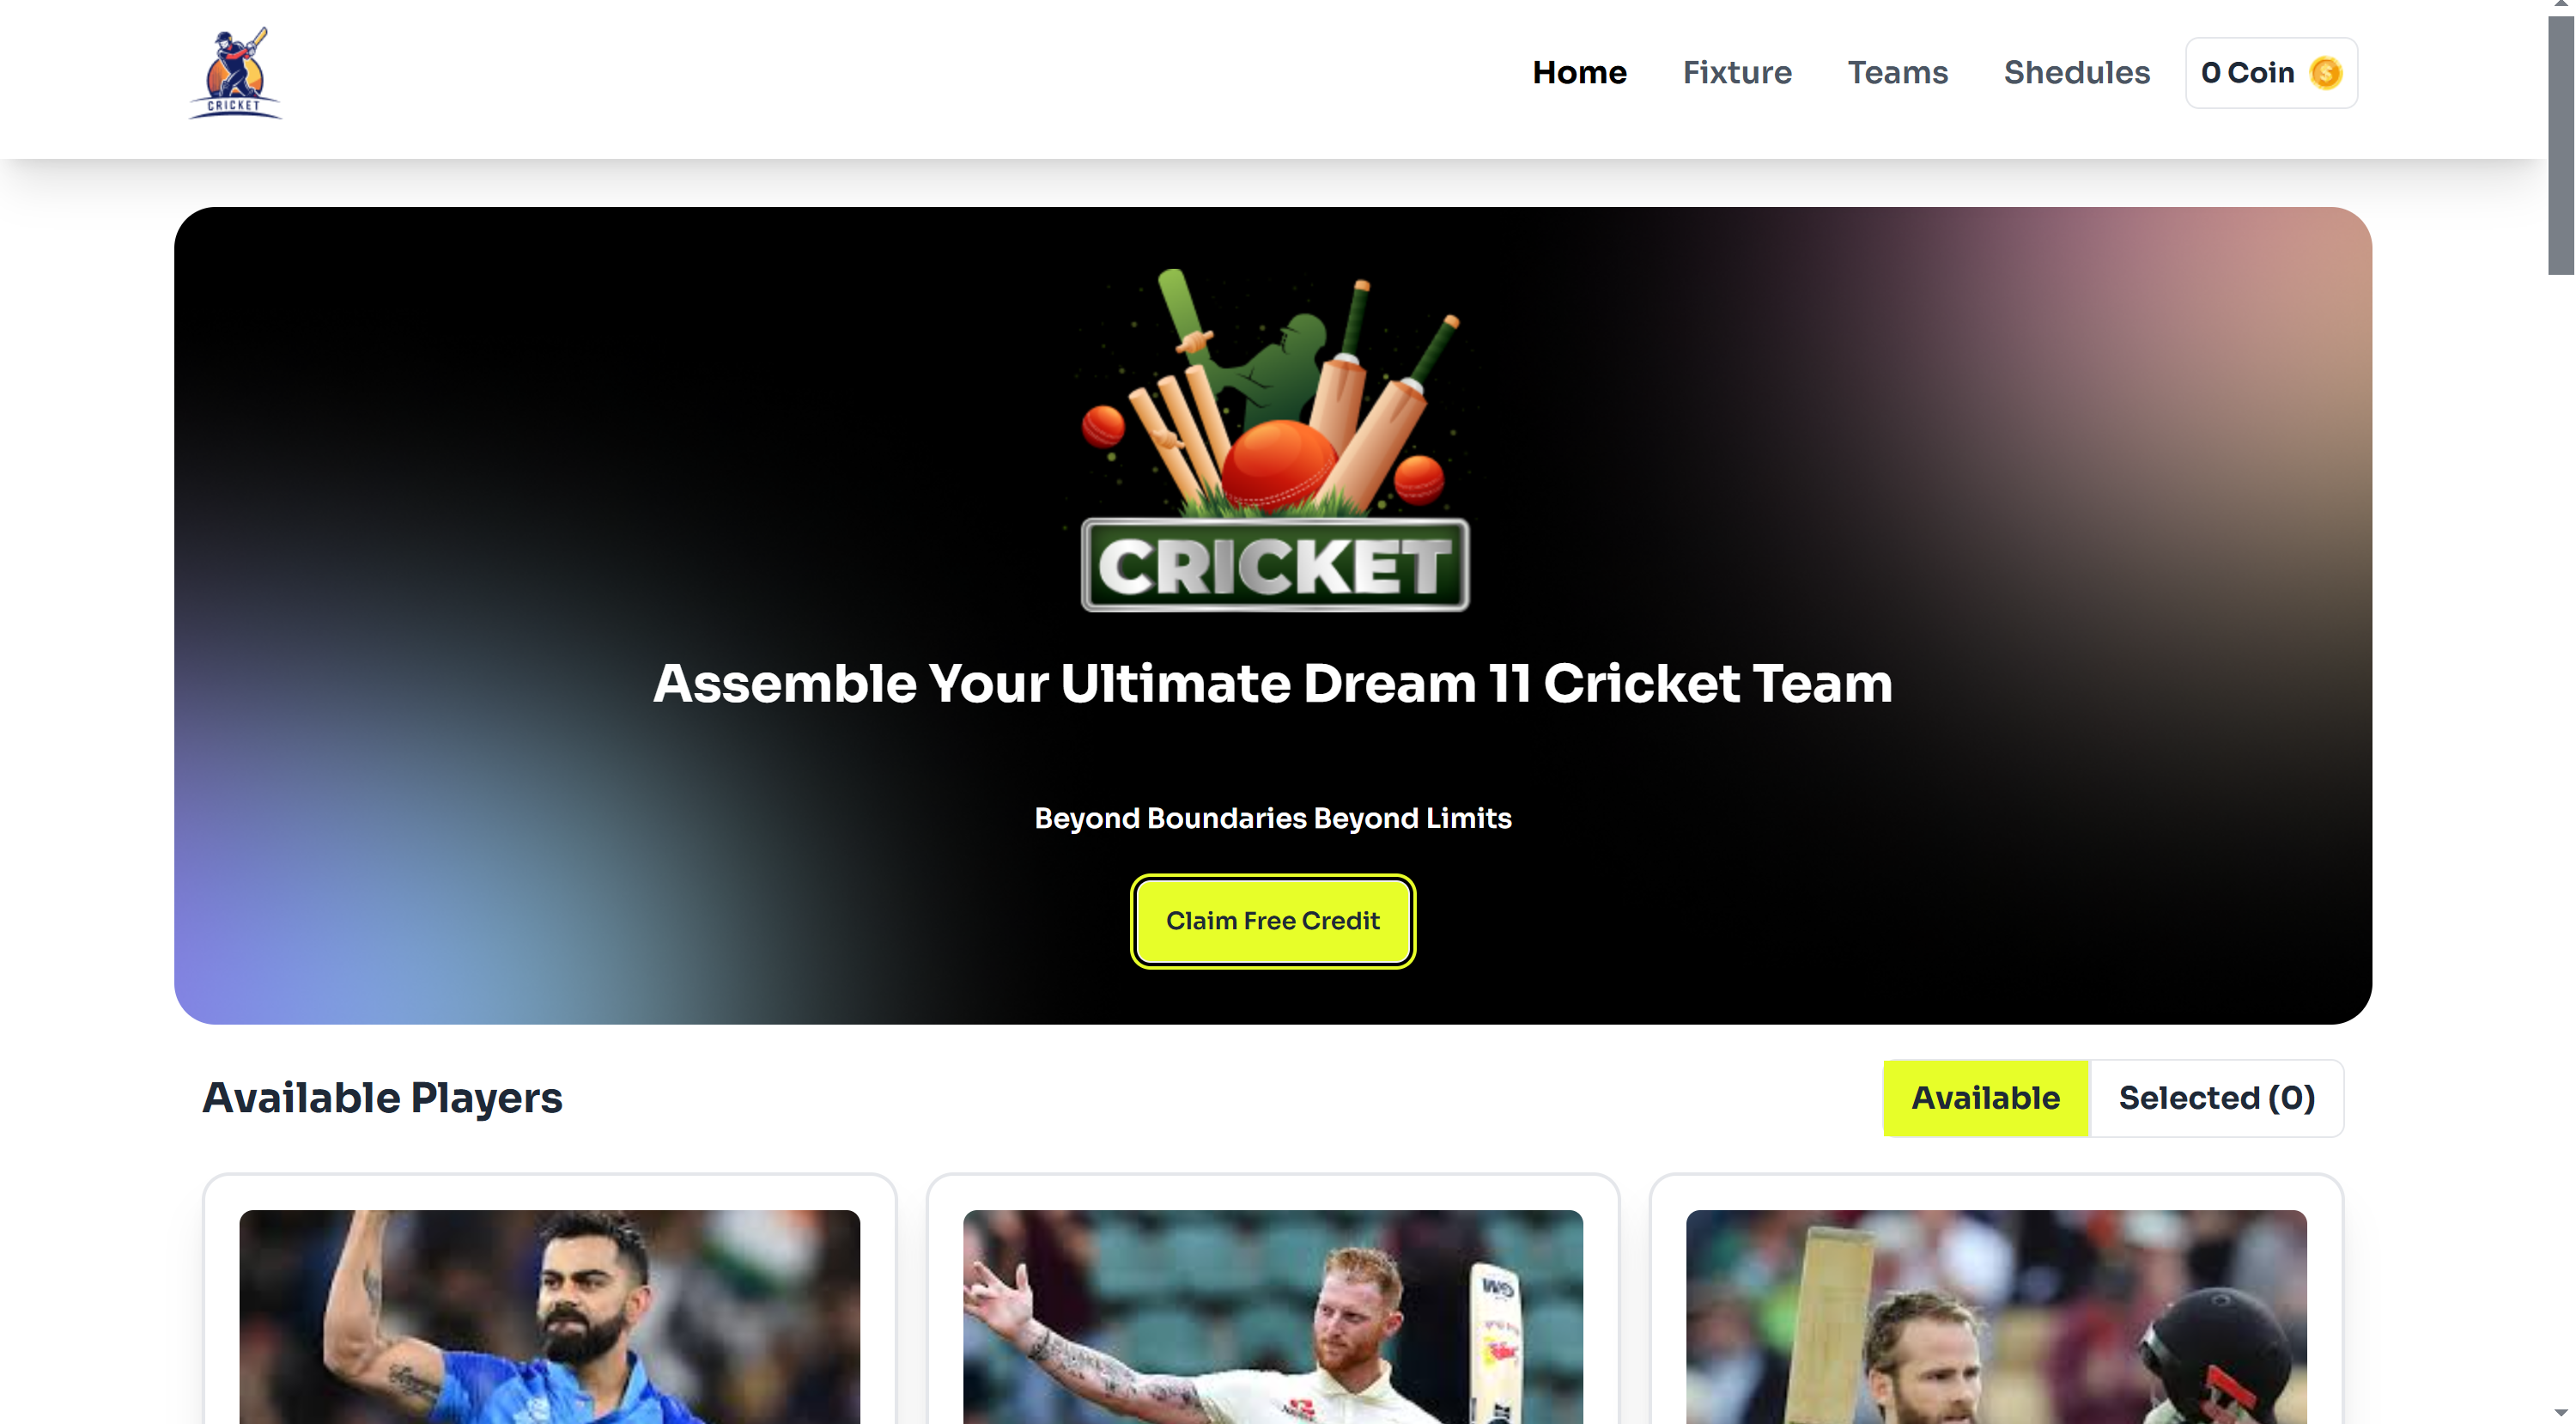 CRICKET
Home Fixture Teams Shedules 0 Coin
CRICKET
Assemble Your Ultimate Dream 11 Cricket Team
Beyond Boundaries Beyond Limits
Claim Free Credit
Available Players
Available Selected (0)